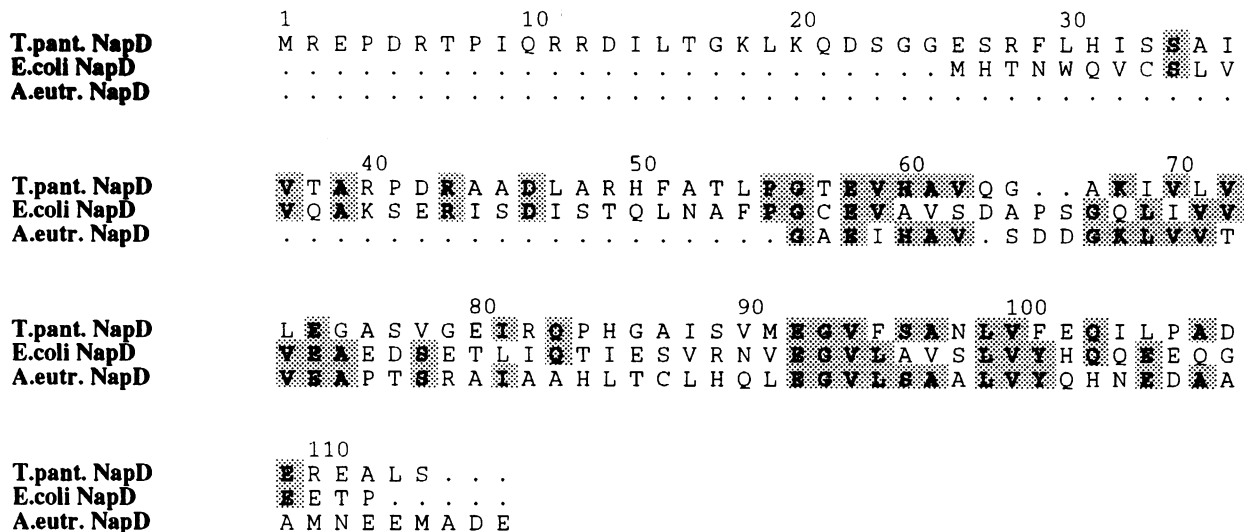 1 10 20 30
T.pant. NapD M R E P D R T P I Q R R D I L T G K L K Q D S G G E S R F L H I S S A I
E.coli NapD . . . . . . . . . . . . . . . . . . . . . . . . . M H T N W Q V C S L V
A.eutr. NapD . . . . . . . . . . . . . . . . . . . . . . . . . . . . . . . . . . . .
40 50 60 70
T.pant. NapD V T A R P D R A A D L A R H F A T L P G T E V H A V Q G . . A K I V L V
E.coli NapD V Q A K S E R I S D I S T Q L N A F P G C E V A V S D A P S G Q L I V V
A.eutr. NapD . . . . . . . . . . . . . . . . . . . G A E I H A V . S D D G K L V V T
80 90 100
T.pant. NapD L E G A S V G E I R Q P H G A I S V M E G V F S A N L V F E Q I L P A D
E.coli NapD V E A E D S E T L I Q T I E S V R N V E G V L A V S L V Y H Q Q E E Q G
A.eutr. NapD V E A P T S R A I A A H L T C L H Q L E G V L S A A L V Y Q H N E D A A
110
T.pant. NapD E R E A L S . . .
E.coli NapD E E T P . . . . .
A.eutr. NapD A M N E E M A D E